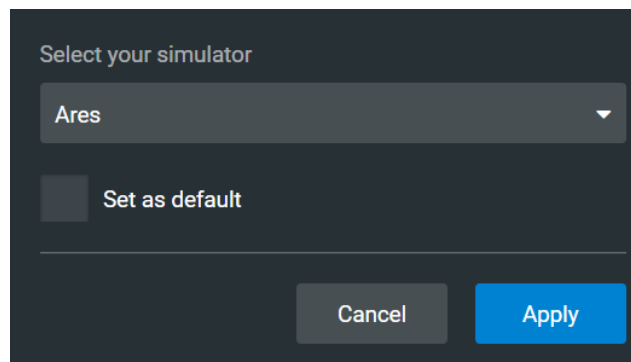 Select your simulator
Ares
Set as default
Cancel
Apply